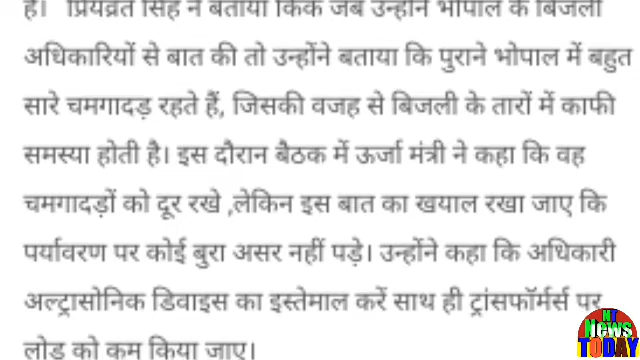 है। प्रियव्रत सिंह ने बताया किक जब उन्होंने भोपाल के बिजली
अधिकारियों से बात की तो उन्होंने बताया कि पुराने भोपाल में बहुत
सारे चमगादड़ रहते हैं, जिसकी वजह से बिजली के तारों में काफी
समस्या होती है। इस दौरान बैठक में ऊर्जा मंत्री ने कहा कि वह
चमगादड़ों को दूर रखे ,लेकिन इस बात का खयाल रखा जाए कि
पर्यावरण पर कोई बुरा असर नहीं पड़े। उन्होंने कहा कि अधिकारी
अल्ट्रासोनिक डिवाइस का इस्तेमाल करें साथ ही ट्रांसफॉर्मर्स पर
लोड को कम किया जाए।
NT
News
TODAY